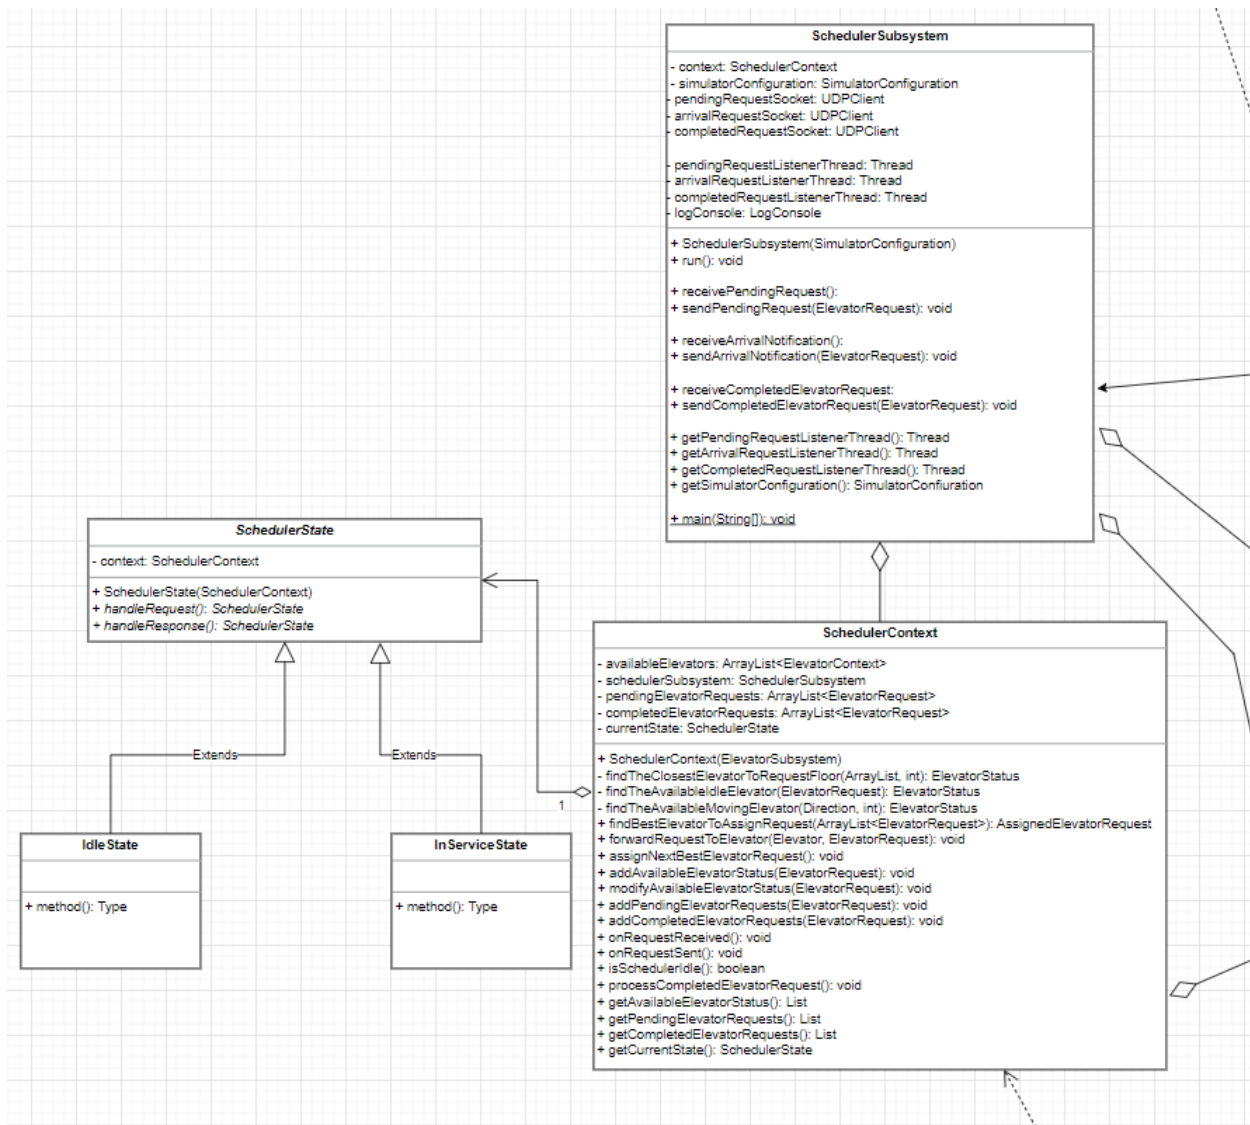 SchedulerSubsystem
- context: SchedulerContext
- simulatorConfiguration: SimulatorConfiguration
- pendingRequestSocket: UDPClient
- arrivalRequestSocket: UDPClient
- completedRequestSocket: UDPClient
- pendingRequestListenerThread: Thread
- arrivalRequestListenerThread: Thread
- completedRequestListenerThread: Thread
- logConsole: LogConsole
+ SchedulerSubsystem(SimulatorConfiguration)
+ run(): void
+ receivePendingRequest():
+ sendPendingRequest(ElevatorRequest): void
+ receiveArrivalNotification():
+ sendArrivalNotification(ElevatorRequest): void
+ receiveCompletedElevatorRequest:
+ sendCompletedElevatorRequest(ElevatorRequest): void
+ getPendingRequestListenerThread(): Thread
+ getArrivalRequestListenerThread(): Thread
+ getCompletedRequestListenerThread(): Thread
+ getSimulatorConfiguration(): SimulatorConfiuration
+ main(String[]): void
SchedulerState
- context: SchedulerContext
+ SchedulerState(SchedulerContext)
+ handleRequest(): SchedulerState
+ handleResponse(): SchedulerState
Extends
Extends
IdleState
+ method(): Type
InServiceState
+ method(): Type
1
SchedulerContext
- availableElevators: ArrayList<ElevatorContext>
- schedulerSubsystem: SchedulerSubsystem
- pendingElevatorRequests: ArrayList<ElevatorRequest>
- completedElevatorRequests: ArrayList<ElevatorRequest>
- currentState: SchedulerState
+ SchedulerContext(ElevatorSubsystem)
- findTheClosestElevatorToRequestFloor(ArrayList, int): ElevatorStatus
- findTheAvailableIdleElevator(ElevatorRequest): ElevatorStatus
- findTheAvailableMovingElevator(Direction, int): ElevatorStatus
+ findBestElevatorToAssignRequest(ArrayList<ElevatorRequest>): AssignedElevatorRequest
+ forwardRequestToElevator(Elevator, ElevatorRequest): void
+ assignNextBestElevatorRequest(): void
+ addAvailableElevatorStatus(ElevatorRequest): void
+ modifyAvailableElevatorStatus(ElevatorRequest): void
+ addPendingElevatorRequests(ElevatorRequest): void
+ addCompletedElevatorRequests(ElevatorRequest): void
+ onRequestReceived(): void
+ onRequestSent(): void
+ isSchedulerIdle(): boolean
+ processCompletedElevatorRequest(): void
+ getAvailableElevatorStatus(): List
+ getPendingElevatorRequests(): List
+ getCompletedElevatorRequests(): List
+ getCurrentState(): SchedulerState